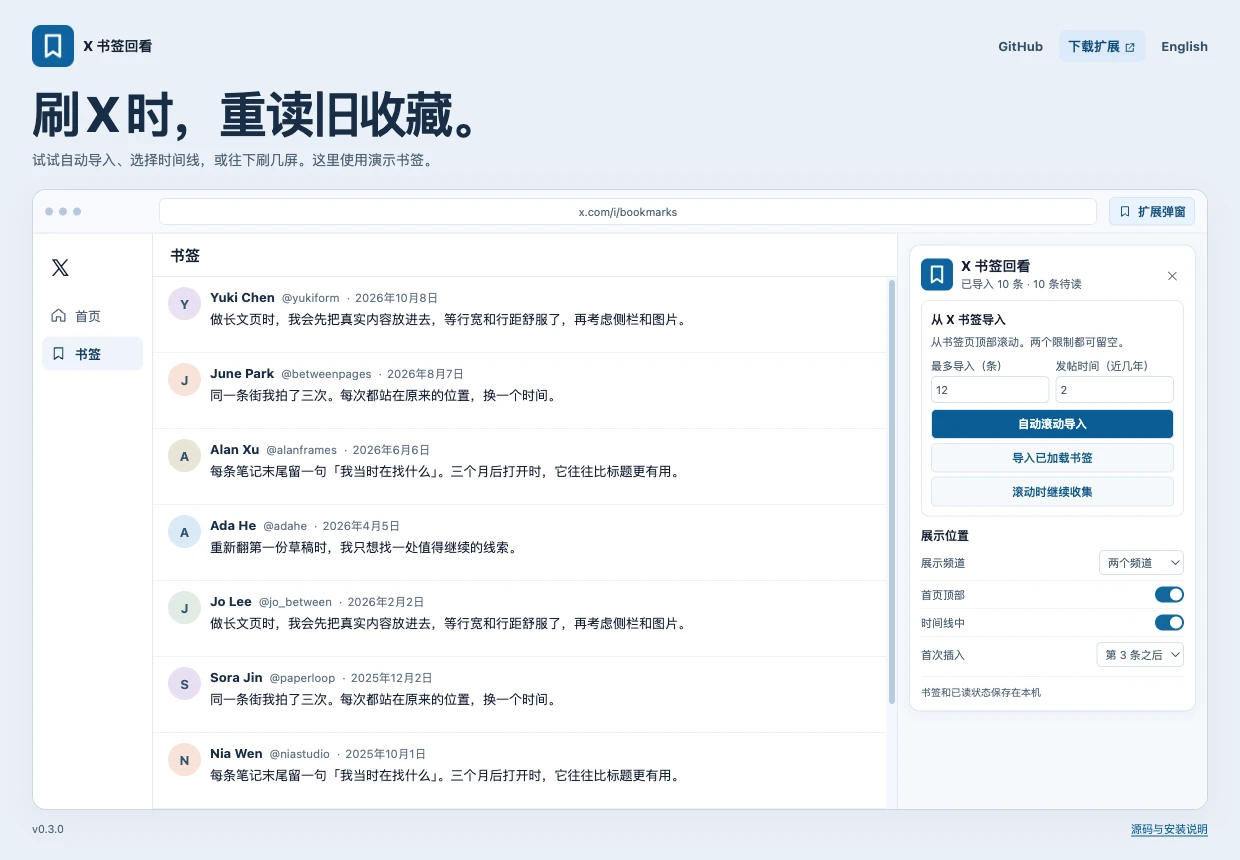 X 书签回看
GitHub
下载扩展
English
刷 X 时，重读旧收藏。
试试自动导入、选择时间线，或往下刷几屏。这里使用演示书签。
x.com/i/bookmarks
扩展弹窗
首页
书签
书签
Y
Yuki Chen @yukiform · 2026年10月8日
做长文页时，我会先把真实内容放进去，等行宽和行距舒服了，再考虑侧栏和图片。
J
June Park @betweenpages · 2026年8月7日
同一条街我拍了三次。每次都站在原来的位置，换一个时间。
A
Alan Xu @alanframes · 2026年6月6日
每条笔记末尾留一句「我当时在找什么」。三个月后打开时，它往往比标题更有用。
A
Ada He @adahe · 2026年4月5日
重新翻第一份草稿时，我只想找一处值得继续的线索。
J
Jo Lee @jo_between · 2026年2月2日
做长文页时，我会先把真实内容放进去，等行宽和行距舒服了，再考虑侧栏和图片。
S
Sora Jin @paperloop · 2025年12月2日
同一条街我拍了三次。每次都站在原来的位置，换一个时间。
N
Nia Wen @niastudio · 2025年10月1日
每条笔记末尾留一句「我当时在找什么」。三个月后打开时，它往往比标题更有用。
X 书签回看
已导入 10 条 · 10 条待读
从 X 书签导入
从书签页顶部滚动。两个限制都可留空。
最多导入（条） 发帖时间（近几年）
12 2
自动滚动导入
导入已加载书签
滚动时继续收集
展示位置
展示频道 两个频道
首页顶部
时间线中
首次插入 第 3 条之后
书签和已读状态保存在本机
v0.3.0
源码与安装说明